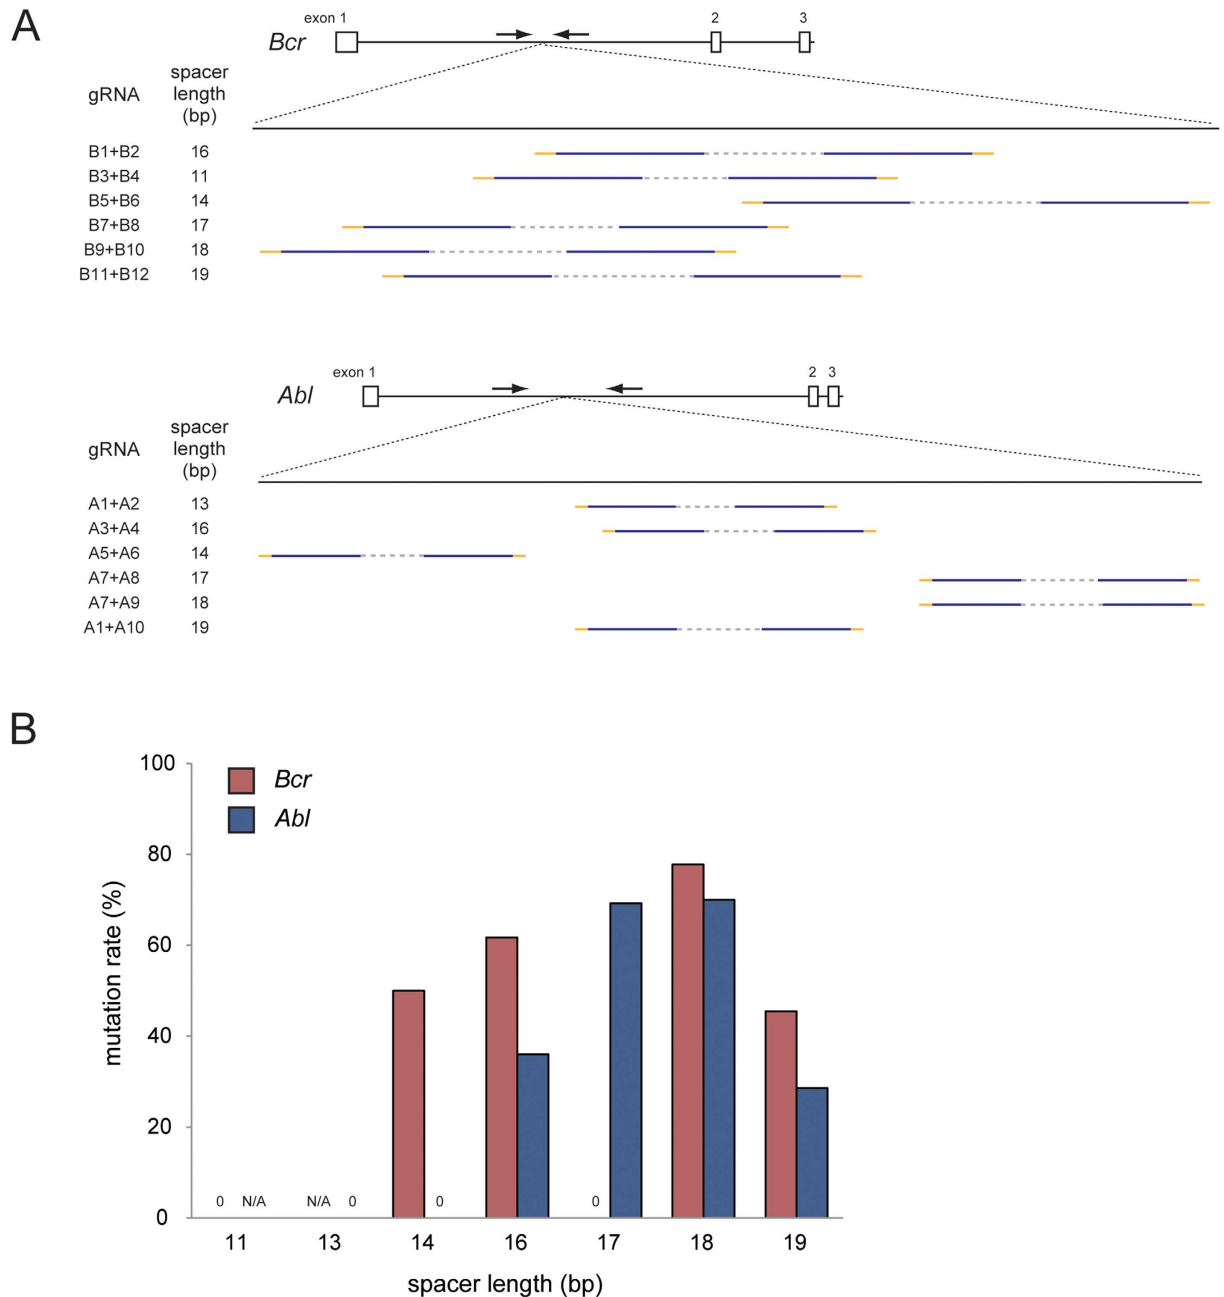 A
exon 1
2
3
Bcr
gRNA
spacer
length
(bp)
B1+B2 16
B3+B4 11
B5+B6 14
B7+B8 17
B9+B10 18
B11+B12 19
exon 1
2
3
Abl
gRNA
spacer
length
(bp)
A1+A2 13
A3+A4 16
A5+A6 14
A7+A8 17
A7+A9 18
A1+A10 19
B
Bcr
Abl
mutation rate (%)
100
80
60
40
20
0
0 N/A N/A 0 0 0
11 13 14 16 17 18 19
spacer length (bp)